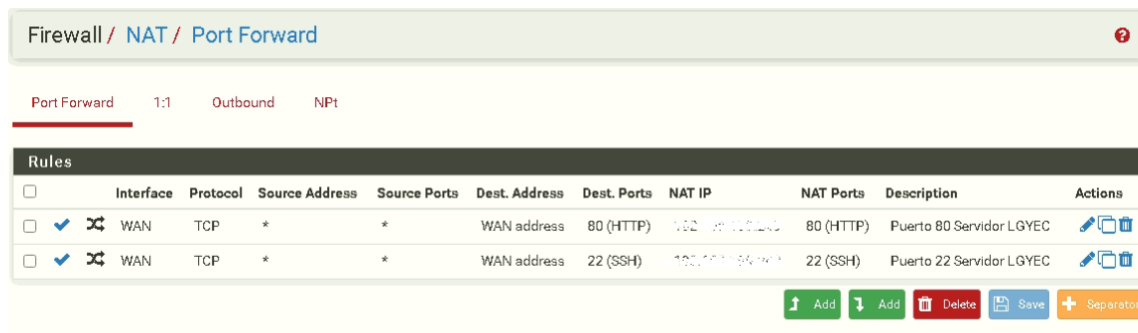 Firewall / NAT / Port Forward
Port Forward 1:1 Outbound NPt
Rules
Interface Protocol Source Address Source Ports Dest. Address Dest. Ports NAT IP NAT Ports Description Actions
WAN TCP * * WAN address 80 (HTTP) 80 (HTTP) Puerto 80 Servidor LGYEC
WAN TCP * * WAN address 22 (SSH) 22 (SSH) Puerto 22 Servidor LGYEC
Add Add Delete Save Separator